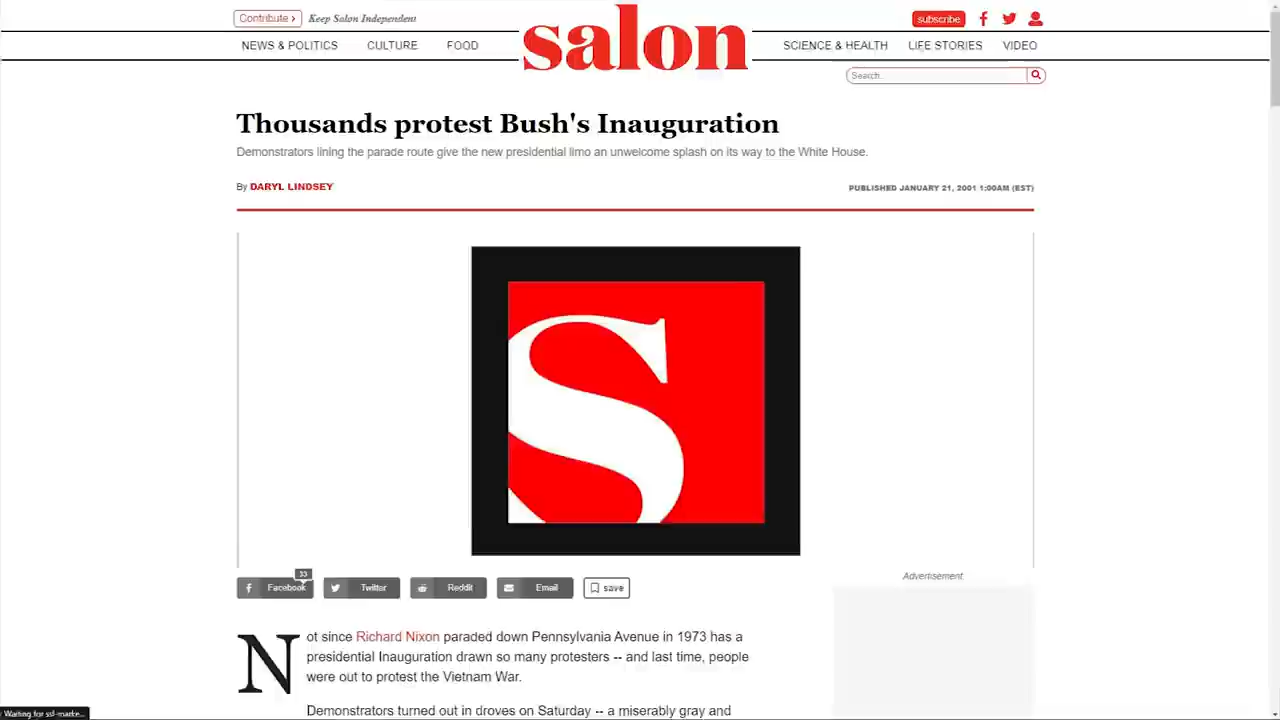 Contribute >
Keep Salon Independent
subscribe
NEWS & POLITICS
CULTURE
FOOD
salon
SCIENCE & HEALTH
LIFE STORIES
VIDEO
Search..
Thousands protest Bush's Inauguration
Demonstrators lining the parade route give the new presidential limo an unwelcome splash on its way to the White House.
By DARYL LINDSEY
PUBLISHED JANUARY 21, 2001 1:00AM (EST)
S
33
Facebook
Twitter
Reddit
Email
save
Advertisement
Not since Richard Nixon paraded down Pennsylvania Avenue in 1973 has a
presidential Inauguration drawn so many protesters -- and last time, people
were out to protest the Vietnam War.
Demonstrators turned out in droves on Saturday -- a miserably gray and
Waiting for